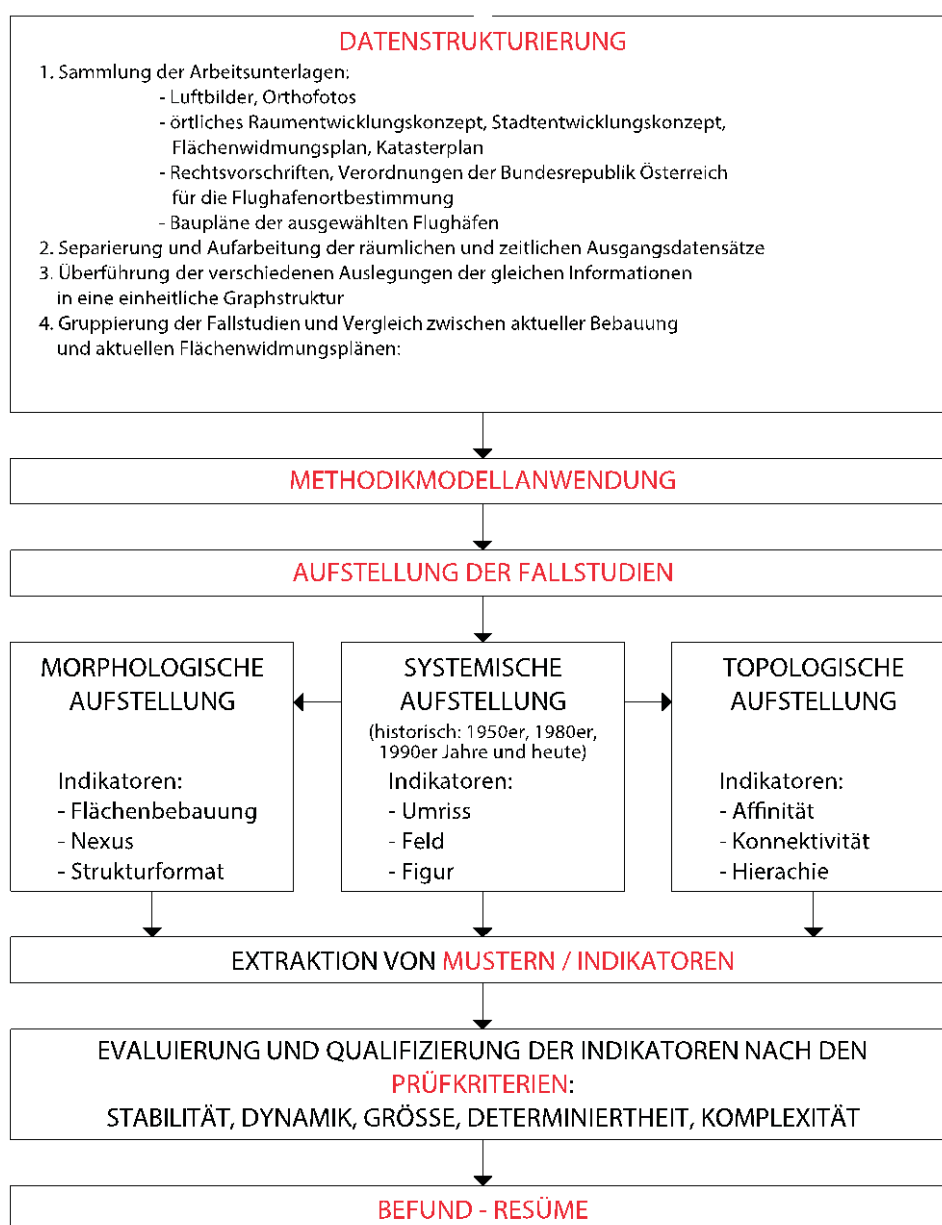 DATENSTRUKTURIERUNG
1. Sammlung der Arbeitsunterlagen:
- Luftbilder, Orthofotos
- örtliches Raumentwicklungskonzept, Stadtentwicklungskonzept,
Flächenwidmungsplan, Katasterplan
- Rechtsvorschriften, Verordnungen der Bundesrepublik Österreich
für die Flughafenortbestimmung
- Baupläne der ausgewählten Flughäfen
2. Separierung und Aufarbeitung der räumlichen und zeitlichen Ausgangsdatensätze
3. Überführung der verschiedenen Auslegungen der gleichen Informationen
in eine einheitliche Graphstruktur
4. Gruppierung der Fallstudien und Vergleich zwischen aktueller Bebauung
und aktuellen Flächenwidmungsplänen:
METHODIKMODELLANWENDUNG
AUFSTELLUNG DER FALLSTUDIEN
MORPHOLOGISCHE
AUFSTELLUNG
Indikatoren:
- Flächenbebauung
- Nexus
- Strukturformat
SYSTEMISCHE
AUFSTELLUNG
(historisch: 1950er, 1980er,
1990er Jahre und heute)
Indikatoren:
- Umriss
- Feld
- Figur
TOPOLOGISCHE
AUFSTELLUNG
Indikatoren:
- Affinität
- Konnektivität
- Hierachie
EXTRAKTION VON MUSTERN / INDIKATOREN
EVALUIERUNG UND QUALIFIZIERUNG DER INDIKATOREN NACH DEN
PRÜFKRITERIEN:
STABILITÄT, DYNAMIK, GRÖSSE, DETERMINIERTHEIT, KOMPLEXITÄT
BEFUND - RESÜME